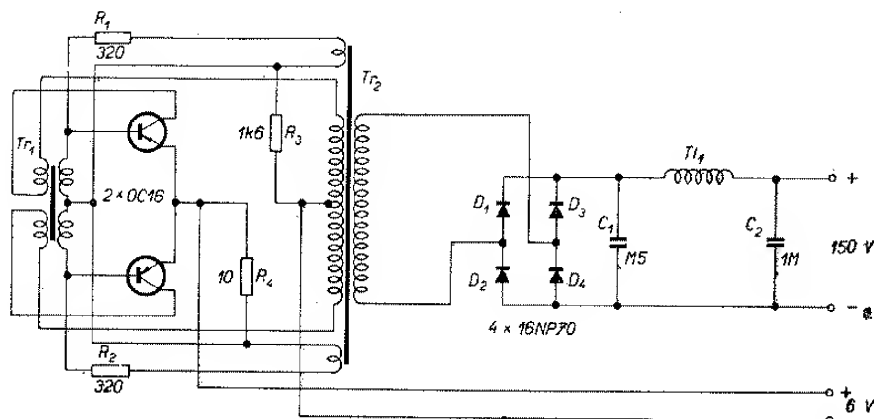 R1
320
Tr1
2 × OC16
1k6
R3
10
R4
R2
320
Tr2
D1
D2
D3
D4
4 × 16NP70
C1
M5
Tl1
C2
1M
+
150 V
−
+
6 V